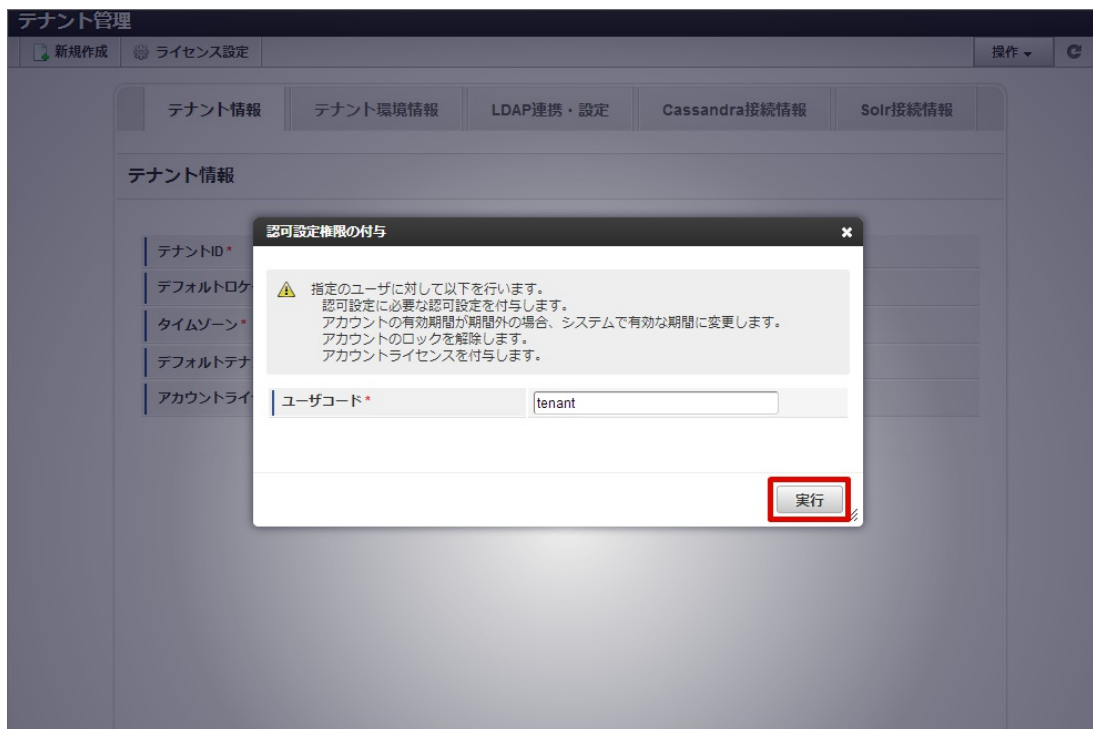 テナント管理
新規作成 ライセンス設定 操作
テナント情報 テナント環境情報 LDAP連携・設定 Cassandra接続情報 Solr接続情報
テナント情報
認可設定権限の付与
テナントID*
デフォルトロケ
タイムゾーン*
デフォルトテナ
アカウントライ
指定のユーザに対して以下を行います。
認可設定に必要な認可設定を付与します。
アカウントの有効期間が期間外の場合、システムで有効な期間に変更します。
アカウントのロックを解除します。
アカウントライセンスを付与します。
ユーザコード* tenant
実行